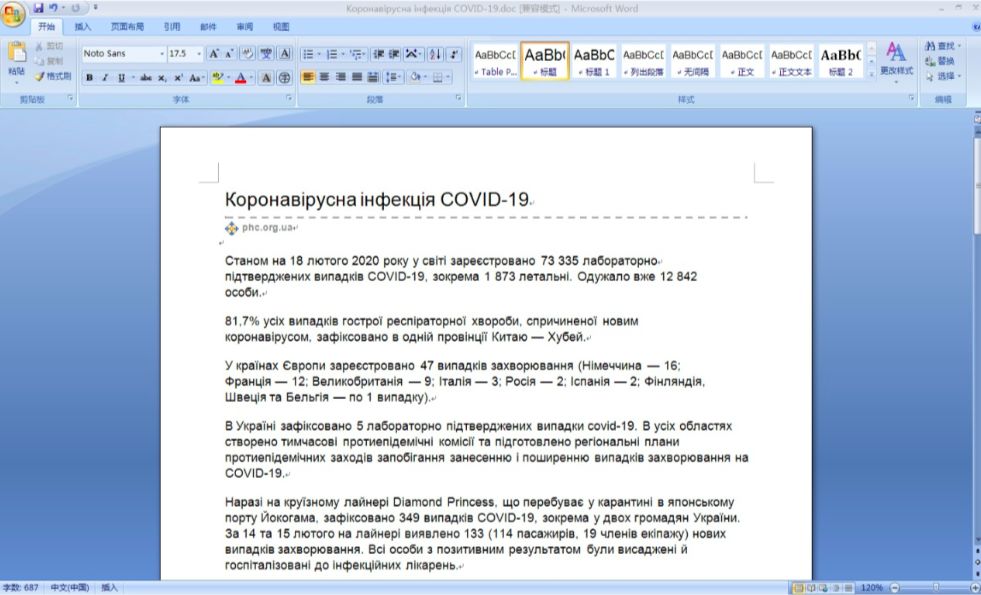 Коронавірусна інфекція COVID-19.doc [兼容模式] - Microsoft Word
开始 插入 页面布局 引用 邮件 审阅 视图
粘贴 剪切 复制 格式刷
Noto Sans 17.5
剪贴板 字体 段落 样式 编辑
AaBbCcD AaBb( AaBbC AaBbCcD AaBbCcD AaBbCcD AaBbCcD AaBb(
Table P... 标题 标题 1 列出段落 无间隔 正文 正文文本 标题 2
更改样式 查找 替换 选择
Коронавірусна інфекція COVID-19
phc.org.ua
Станом на 18 лютого 2020 року у світі зареєстровано 73 335 лабораторно
підтверджених випадків COVID-19, зокрема 1 873 летальні. Одужало вже 12 842
особи.
81,7% усіх випадків гострої респіраторної хвороби, спричиненої новим
коронавірусом, зафіксовано в одній провінції Китаю — Хубей.
У країнах Європи зареєстровано 47 випадків захворювання (Німеччина — 16;
Франція — 12; Великобританія — 9; Італія — 3; Росія — 2; Іспанія — 2; Фінляндія,
Швеція та Бельгія — по 1 випадку).
В Україні зафіксовано 5 лабораторно підтверджених випадки covid-19. В усіх областях
створено тимчасові протиепідемічні комісії та підготовлено регіональні плани
протиепідемічних заходів запобігання занесенню і поширенню випадків захворювання на
COVID-19.
Наразі на круїзному лайнері Diamond Princess, що перебуває у карантині в японському
порту Йокогама, зафіксовано 349 випадків COVID-19, зокрема у двох громадян України.
За 14 та 15 лютого на лайнері виявлено 133 (114 пасажирів, 19 членів екіпажу) нових
випадків захворювання. Всі особи з позитивним результатом були висаджені й
госпіталізовані до інфекційних лікарень.
字数: 687 中文(中国) 插入 120%